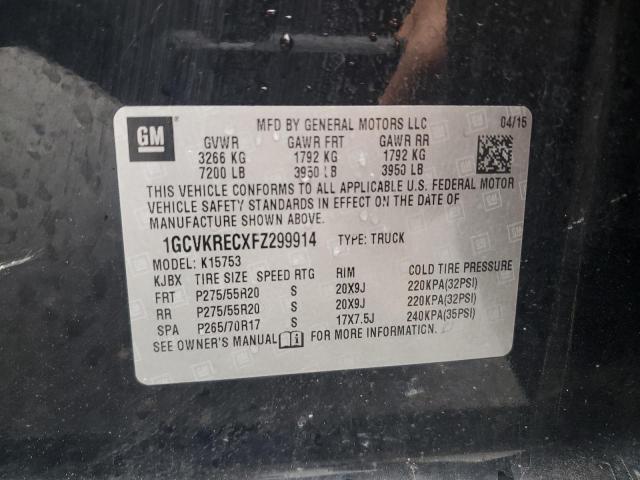 GM
MFD BY GENERAL MOTORS LLC 04/15
GVWR GAWR FRT GAWR RR
3266 KG 1792 KG 1792 KG
7200 LB 3950 LB 3950 LB
THIS VEHICLE CONFORMS TO ALL APPLICABLE U.S. FEDERAL MOTOR
VEHICLE SAFETY STANDARDS IN EFFECT ON THE DATE OF
MANUFACTURE SHOWN ABOVE.
1GCVKRECXFZ299914 TYPE: TRUCK
MODEL: K15753
KJBX TIRE SIZE SPEED RTG RIM COLD TIRE PRESSURE
FRT P275/55R20 S 20X9J 220KPA(32PSI)
RR P275/55R20 S 20X9J 220KPA(32PSI)
SPA P265/70R17 S 17X7.5J 240KPA(35PSI)
SEE OWNER'S MANUAL FOR MORE INFORMATION.